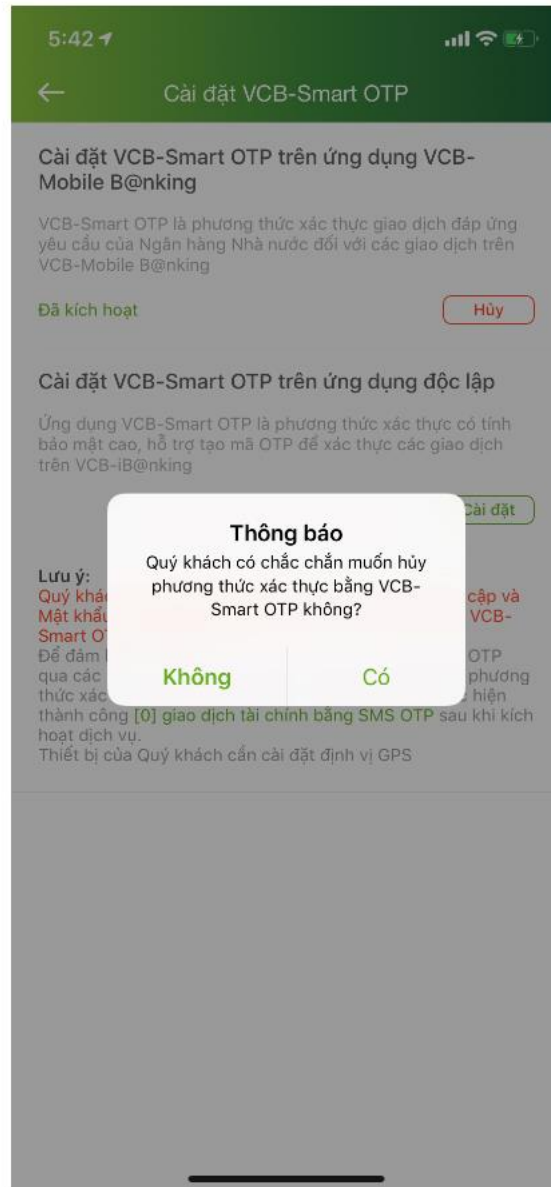 5:42
Cài đặt VCB-Smart OTP
Cài đặt VCB-Smart OTP trên ứng dụng VCB-
Mobile B@nking
VCB-Smart OTP là phương thức xác thực giao dịch đáp ứng
yêu cầu của Ngân hàng Nhà nước đối với các giao dịch trên
VCB-Mobile B@nking
Đã kích hoạt
Hủy
Cài đặt VCB-Smart OTP trên ứng dụng độc lập
Ứng dụng VCB-Smart OTP là phương thức xác thực có tính
bảo mật cao, hỗ trợ tạo mã OTP để xác thực các giao dịch
trên VCB-iB@nking
Cài đặt
Thông báo
Quý khách có chắc chắn muốn hủy
phương thức xác thực bằng VCB-
Smart OTP không?
Không
Có
Lưu ý:
Quý khá cập và
Mật khẩu VCB-
Smart O
Để đảm OTP
qua các phương
thức xác hiện
thành công [0] giao dịch tài chính bằng SMS OTP sau khi kích
hoạt dịch vụ.
Thiết bị của Quý khách cần cài đặt định vị GPS